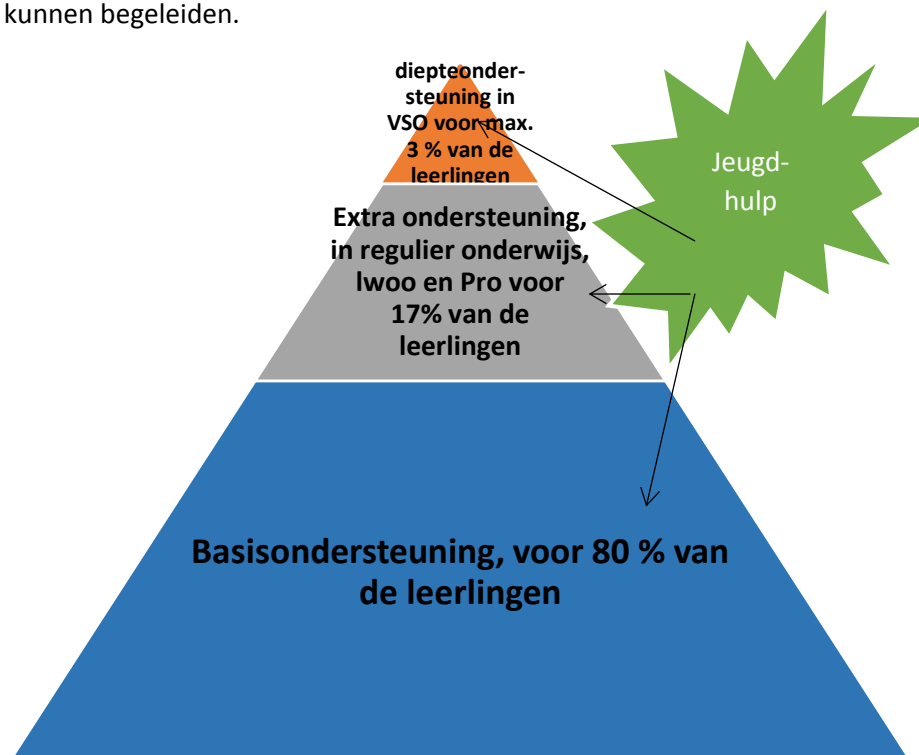 kunnen begeleiden.
diepteonder-
steuning in
VSO voor max.
3 % van de
leerlingen
Jeugd-
hulp
Extra ondersteuning,
in regulier onderwijs,
lwoo en Pro voor
17% van de
leerlingen
Basisondersteuning, voor 80 % van
de leerlingen